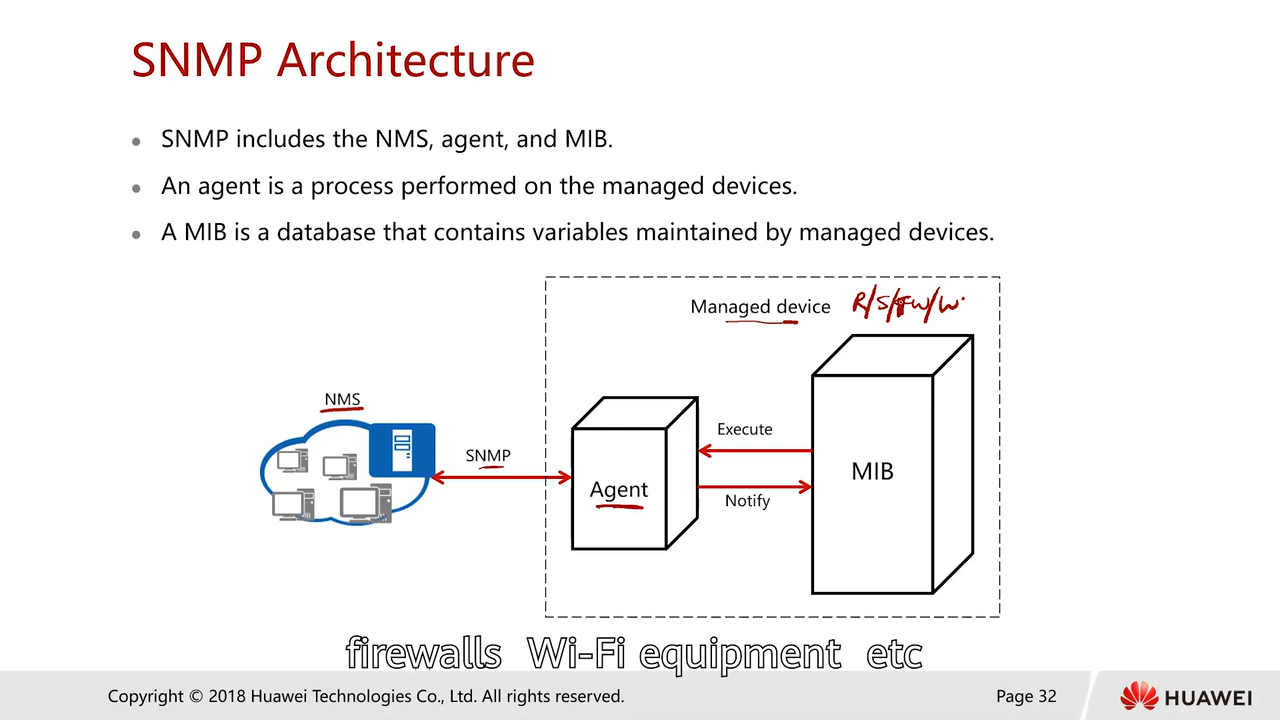 SNMP Architecture
SNMP includes the NMS, agent, and MIB.
An agent is a process performed on the managed devices.
A MIB is a database that contains variables maintained by managed devices.
Managed device R/S/FW/W
NMS
SNMP
Agent
Execute
Notify
MIB
firewalls Wi-Fi equipment etc
Copyright © 2018 Huawei Technologies Co., Ltd. All rights reserved.
Page 32
HUAWEI